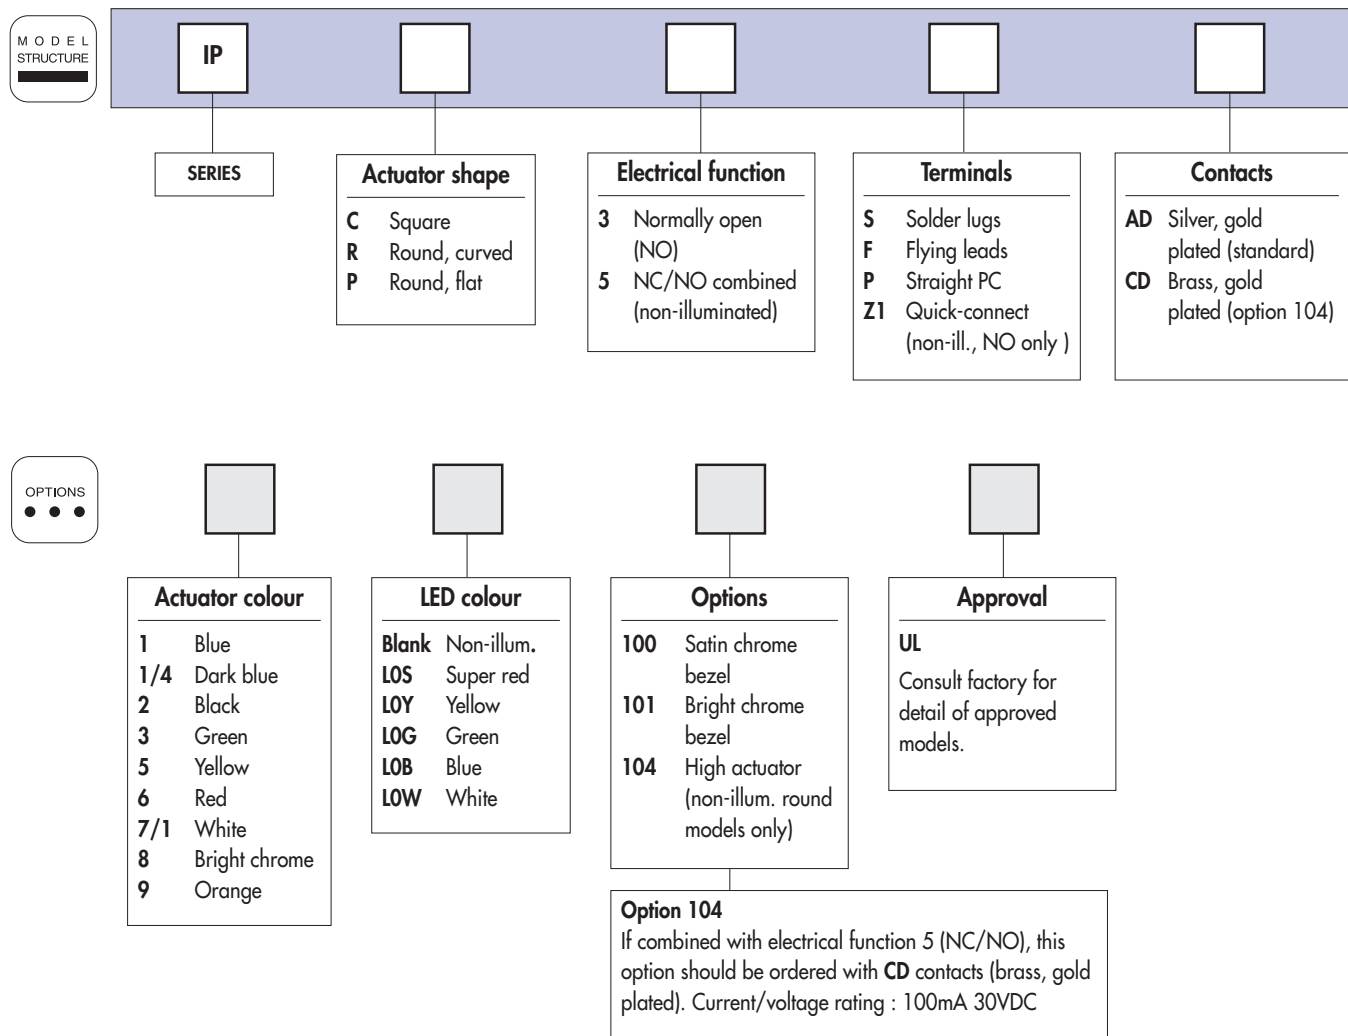 MODEL
STRUCTURE
IP
SERIES
Actuator shape
C Square
R Round, curved
P Round, flat
Electrical function
3 Normally open
(NO)
5 NC/NO combined
(non-illuminated)
Terminals
S Solder lugs
F Flying leads
P Straight PC
Z1 Quick-connect
(non-ill., NO only )
Contacts
AD Silver, gold
plated (standard)
CD Brass, gold
plated (option 104)
OPTIONS
Actuator colour
1 Blue
1/4 Dark blue
2 Black
3 Green
5 Yellow
6 Red
7/1 White
8 Bright chrome
9 Orange
LED colour
Blank Non-illum.
L0S Super red
L0Y Yellow
L0G Green
L0B Blue
L0W White
Options
100 Satin chrome
bezel
101 Bright chrome
bezel
104 High actuator
(non-illum. round
models only)
Approval
UL
Consult factory for
detail of approved
models.
Option 104
If combined with electrical function 5 (NC/NO), this
option should be ordered with CD contacts (brass, gold
plated). Current/voltage rating : 100mA 30VDC